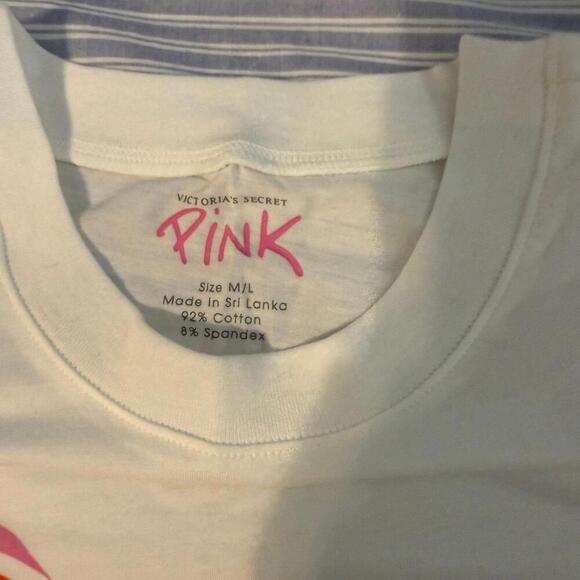 VICTORIA'S SECRET
PINK
Size M/L
Made In Sri Lanka
92% Cotton
8% Spandex